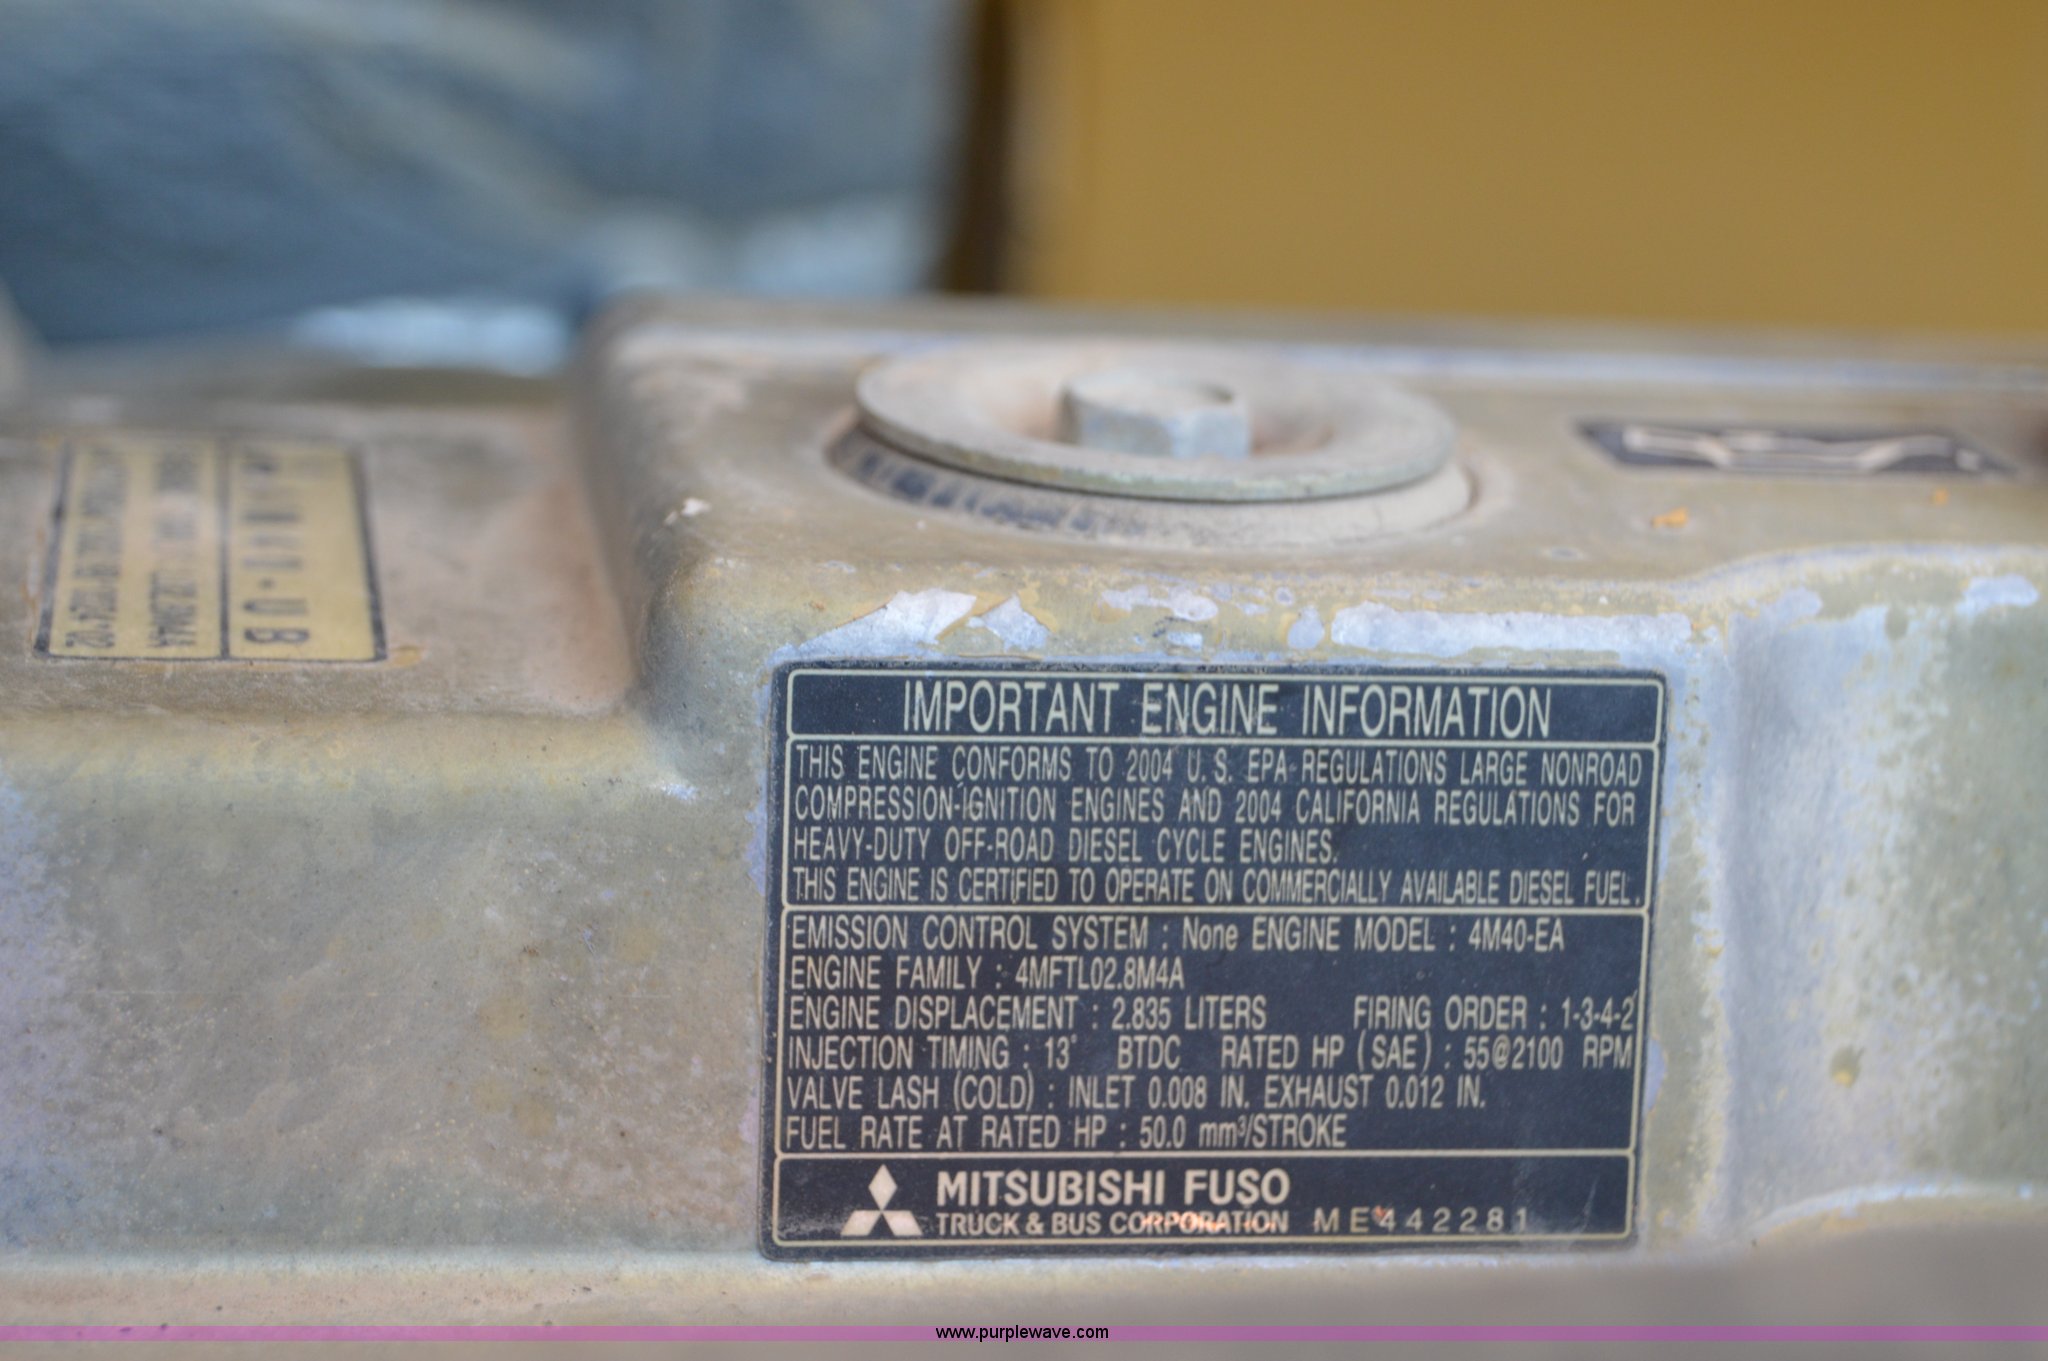 IMPORTANT ENGINE INFORMATION
THIS ENGINE CONFORMS TO 2004 U.S. EPA REGULATIONS LARGE NONROAD
COMPRESSION-IGNITION ENGINES AND 2004 CALIFORNIA REGULATIONS FOR
HEAVY-DUTY OFF-ROAD DIESEL CYCLE ENGINES.
THIS ENGINE IS CERTIFIED TO OPERATE ON COMMERCIALLY AVAILABLE DIESEL FUEL.
EMISSION CONTROL SYSTEM : None ENGINE MODEL : 4M40-EA
ENGINE FAMILY : 4MFTL02.8M4A
ENGINE DISPLACEMENT : 2.835 LITERS FIRING ORDER : 1-3-4-2
INJECTION TIMING : 13° BTDC RATED HP (SAE) : 55@2100 RPM
VALVE LASH (COLD) : INLET 0.008 IN. EXHAUST 0.012 IN.
FUEL RATE AT RATED HP : 50.0 mm³/STROKE
MITSUBISHI FUSO
TRUCK & BUS CORPORATION ME442281
www.purplewave.com